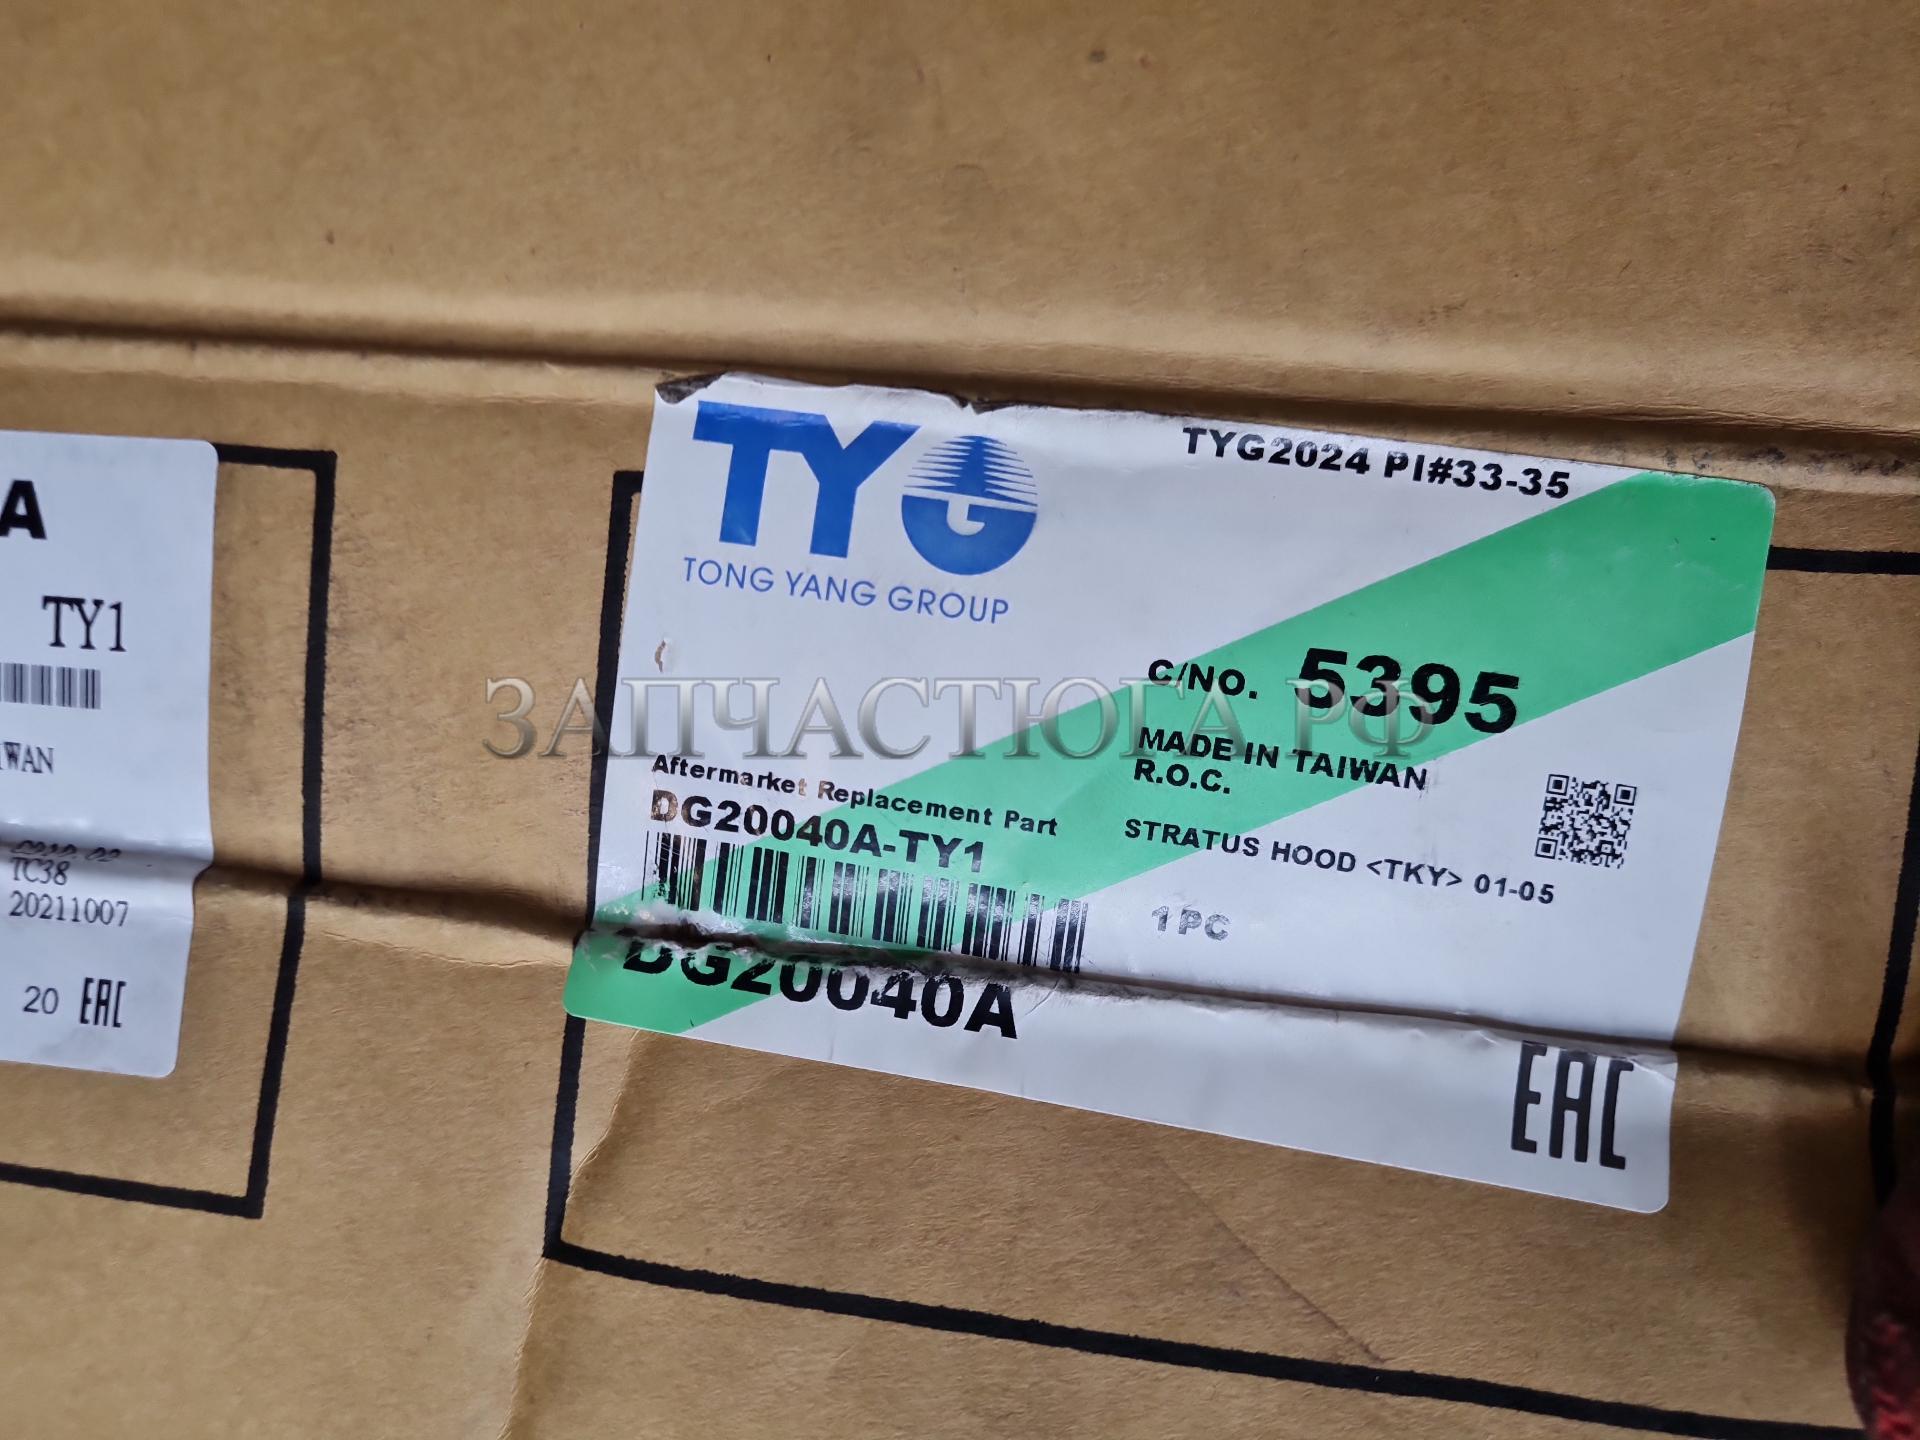 A
TY1
IWAN
TC38
20211007
20 EAC
TYG
TONG YANG GROUP
TYG2024 PI#33-35
C/NO. 5395
MADE IN TAIWAN
R.O.C.
ЗАПЧАСТЮГА.РФ
Aftermarket Replacement Part
DG20040A-TY1
STRATUS HOOD <TKY> 01-05
1PC
DG20040A
EAC